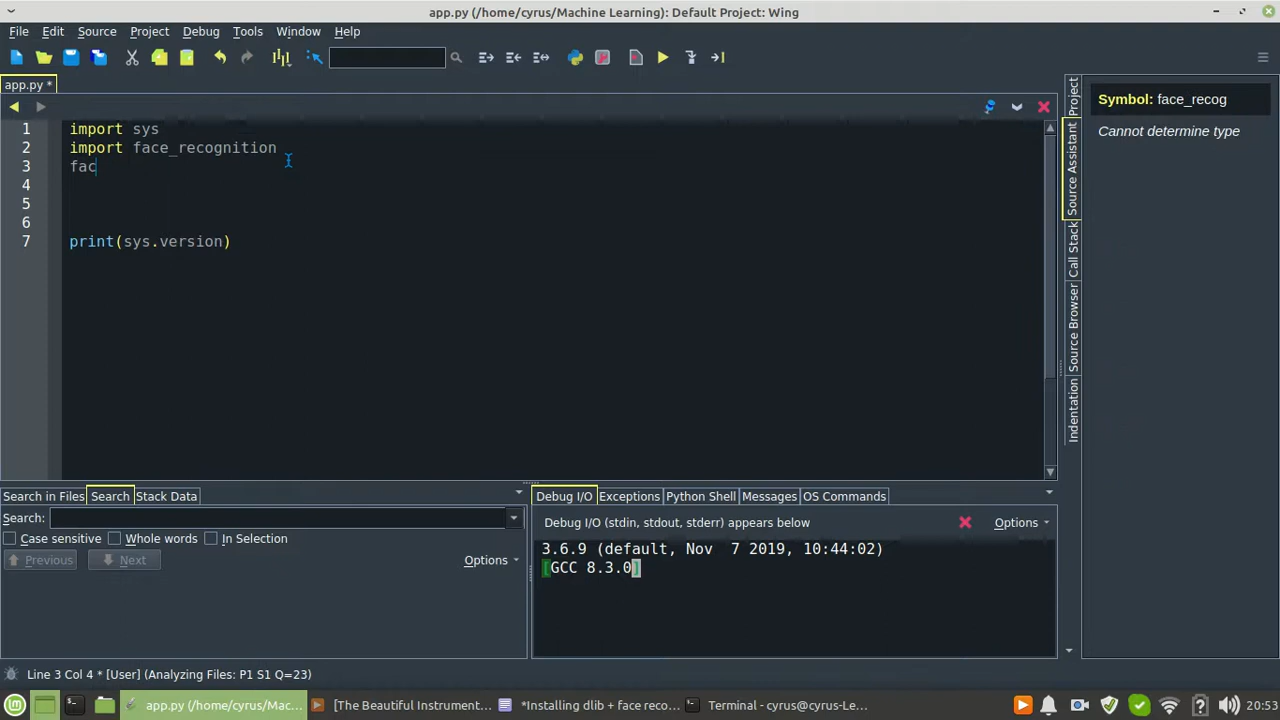 app.py (/home/cyrus/Machine Learning): Default Project: Wing
File Edit Source Project Debug Tools Window Help
app.py *
1 import sys
2 import face_recognition
3 fac
4
5
6
7 print(sys.version)
Project
Source Assistant
Call Stack
Source Browser
Indentation
Symbol: face_recog
Cannot determine type
Search in Files Search Stack Data
Search:
Case sensitive Whole words In Selection
Previous Next Options
Debug I/O Exceptions Python Shell Messages OS Commands
Debug I/O (stdin, stdout, stderr) appears below Options
3.6.9 (default, Nov  7 2019, 10:44:02)
[GCC 8.3.0]
Line 3 Col 4 * [User] (Analyzing Files: P1 S1 Q=23)
app.py (/home/cyrus/Mac... [The Beautiful Instrument... *Installing dlib + face reco... Terminal - cyrus@cyrus-Le... 20:53